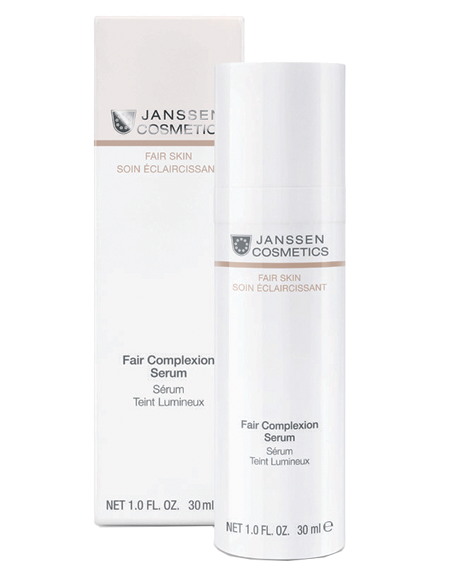 JANSSEN
COSMETICS
FAIR SKIN
SOIN ÉCLAIRCISSANT
Fair Complexion
Serum
Sérum
Teint Lumineux
NET 1.0 FL. OZ. 30 ml
JANSSEN
COSMETICS
FAIR SKIN
SOIN ÉCLAIRCISSANT
Fair Complexion
Serum
Sérum
Teint Lumineux
NET 1.0 FL. OZ. 30 ml ℮